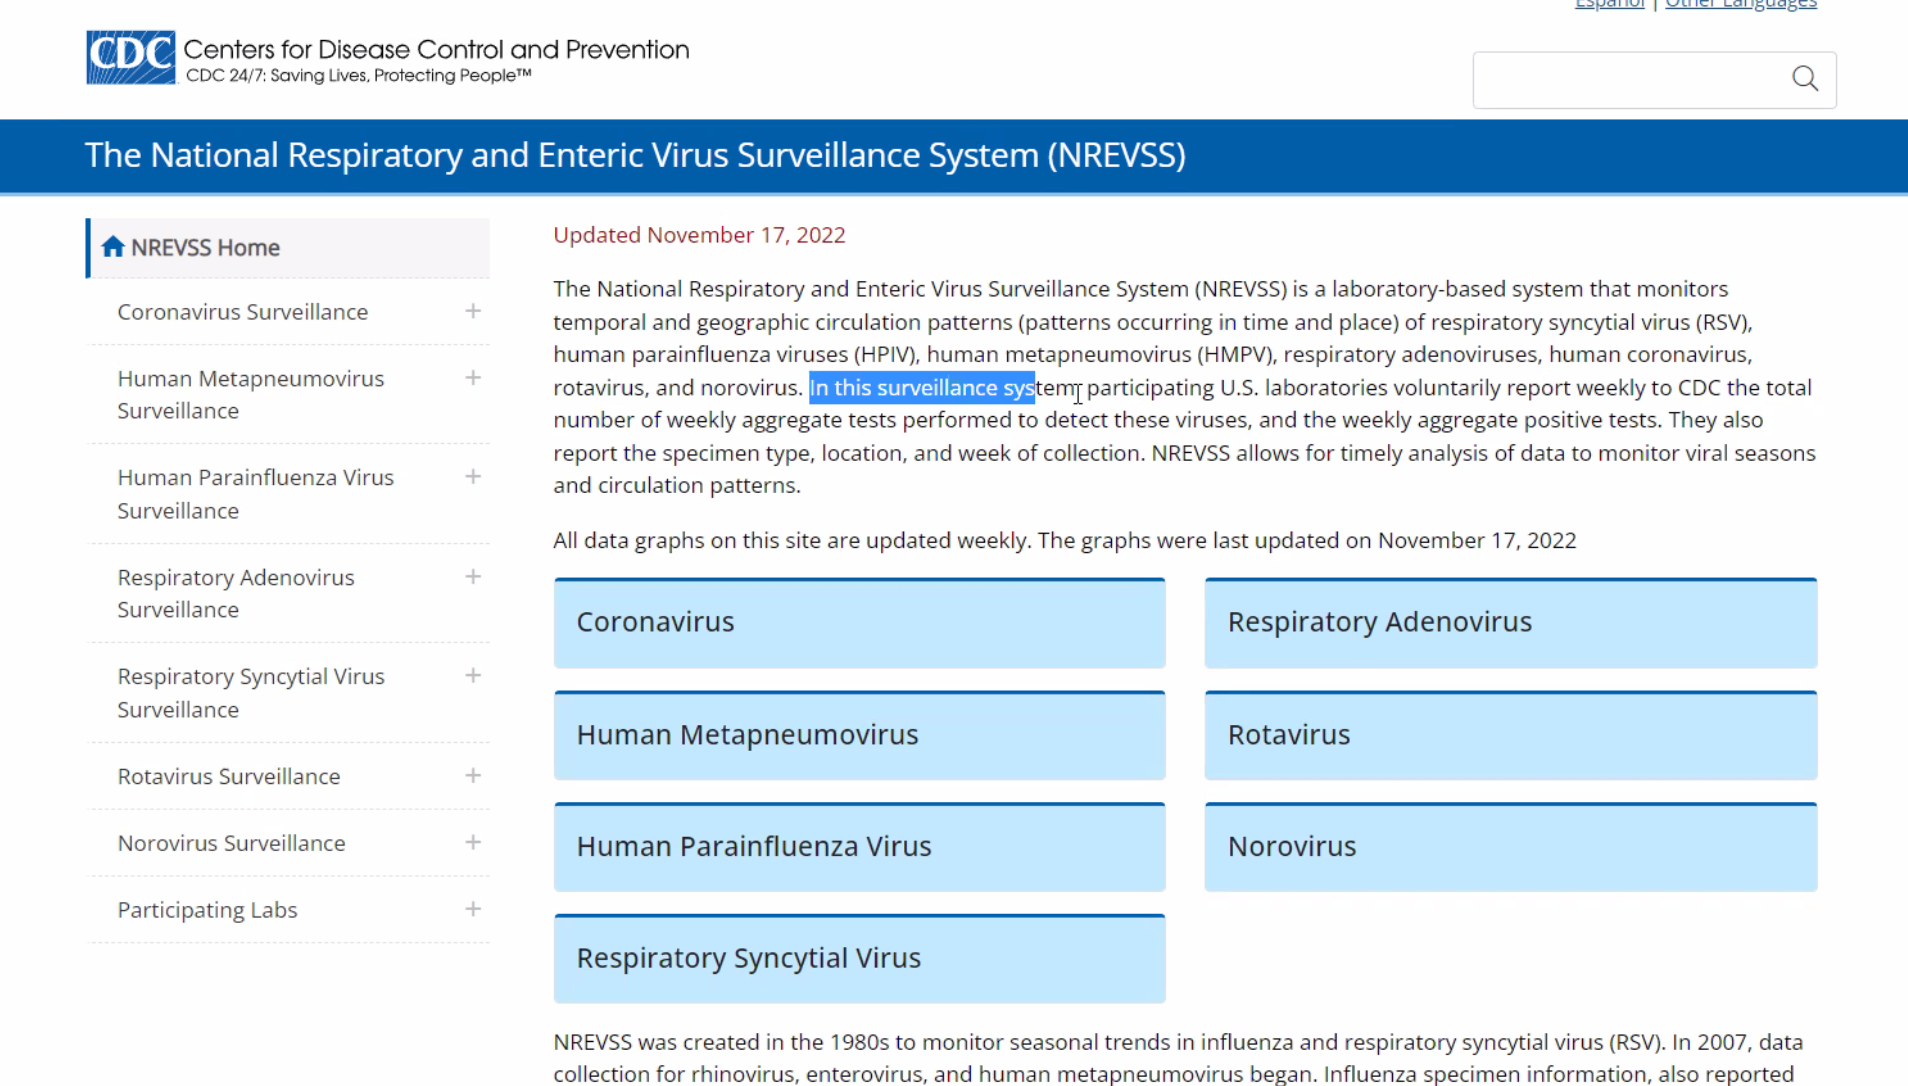 Español | Other Languages
CDC Centers for Disease Control and Prevention
CDC 24/7: Saving Lives, Protecting People™
The National Respiratory and Enteric Virus Surveillance System (NREVSS)
NREVSS Home
Coronavirus Surveillance
Human Metapneumovirus
Surveillance
Human Parainfluenza Virus
Surveillance
Respiratory Adenovirus
Surveillance
Respiratory Syncytial Virus
Surveillance
Rotavirus Surveillance
Norovirus Surveillance
Participating Labs
Updated November 17, 2022
The National Respiratory and Enteric Virus Surveillance System (NREVSS) is a laboratory-based system that monitors
temporal and geographic circulation patterns (patterns occurring in time and place) of respiratory syncytial virus (RSV),
human parainfluenza viruses (HPIV), human metapneumovirus (HMPV), respiratory adenoviruses, human coronavirus,
rotavirus, and norovirus. In this surveillance system, participating U.S. laboratories voluntarily report weekly to CDC the total
number of weekly aggregate tests performed to detect these viruses, and the weekly aggregate positive tests. They also
report the specimen type, location, and week of collection. NREVSS allows for timely analysis of data to monitor viral seasons
and circulation patterns.
All data graphs on this site are updated weekly. The graphs were last updated on November 17, 2022
Coronavirus
Respiratory Adenovirus
Human Metapneumovirus
Rotavirus
Human Parainfluenza Virus
Norovirus
Respiratory Syncytial Virus
NREVSS was created in the 1980s to monitor seasonal trends in influenza and respiratory syncytial virus (RSV). In 2007, data
collection for rhinovirus, enterovirus, and human metapneumovirus began. Influenza specimen information, also reported